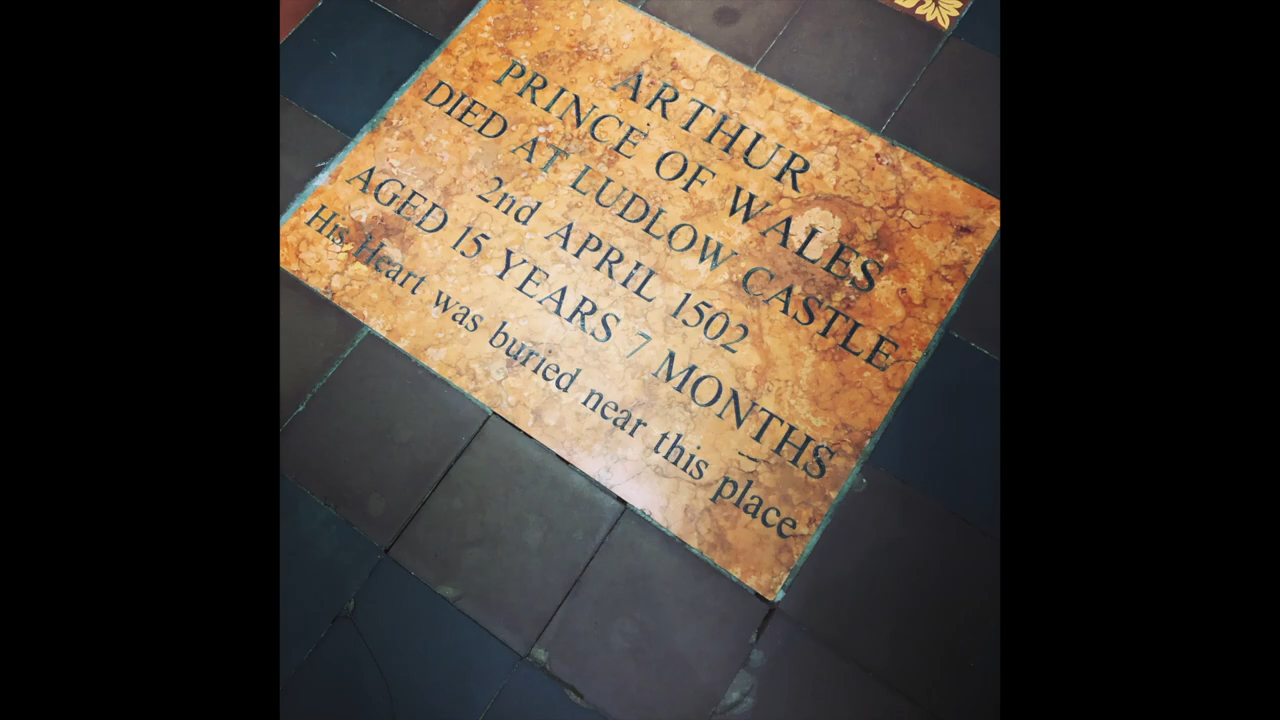 ARTHUR
PRINCE OF WALES
DIED AT LUDLOW CASTLE
2nd APRIL 1502
AGED 15 YEARS 7 MONTHS
His Heart was buried near this place